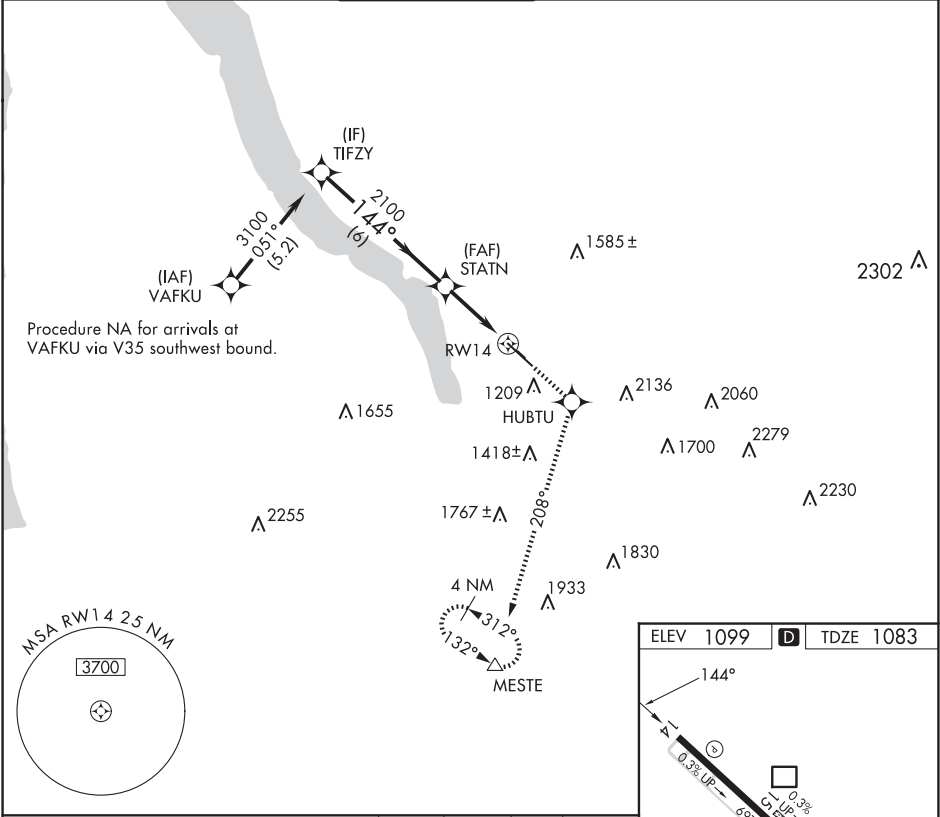 (IF)
TIFZY
2100
144°
(6)
3100
051°
(5.2)
(FAF)
STATN
1585 ±
2302
(IAF)
VAFKU
Procedure NA for arrivals at
VAFKU via V35 southwest bound.
RW14
1209
HUBTU
2136
2060
1655
1418±
1700
2279
2230
2255
1767 ±
208°
1830
1933
4 NM
312°
132°
MESTE
MSA RW14 25 NM
3700
ELEV 1099
D
TDZE 1083
144°
14
P
0.3% UP
0.3%
UP